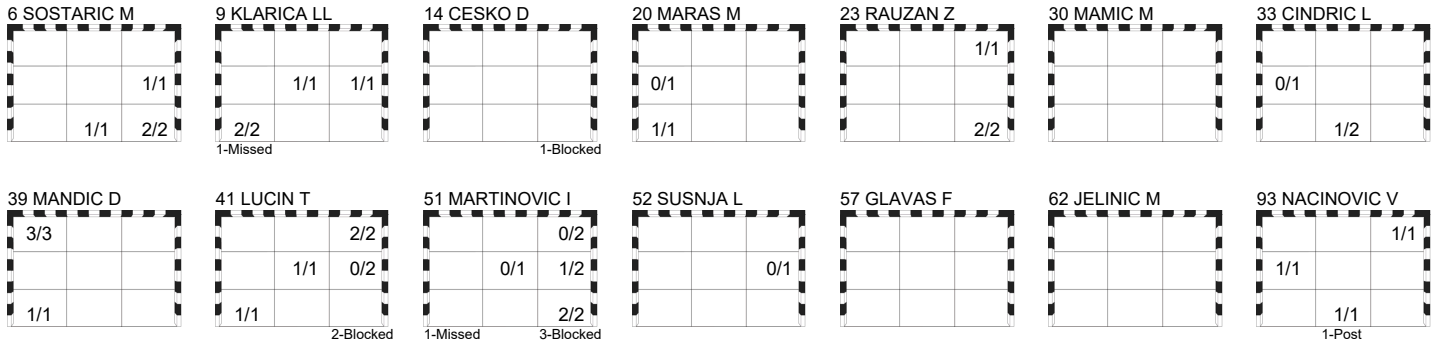 6 SOSTARIC M 9 KLARICA LL 14 CESKO D 20 MARAS M 23 RAUZAN Z 30 MAMIC M 33 CINDRIC L
1/1
1/1 1/1 1/1 0/1 0/1
1/1 2/2 2/2 1/1 2/2 1/2
1-Missed 1-Blocked
39 MANDIC D 41 LUCIN T 51 MARTINOVIC I 52 SUSNJA L 57 GLAVAS F 62 JELINIC M 93 NACINOVIC V
3/3 2/2 0/2 1/1
1/1 0/2 0/1 1/2 0/1 1/1
1/1 1/1 2/2 1/1
2-Blocked 1-Missed 3-Blocked 1-Post